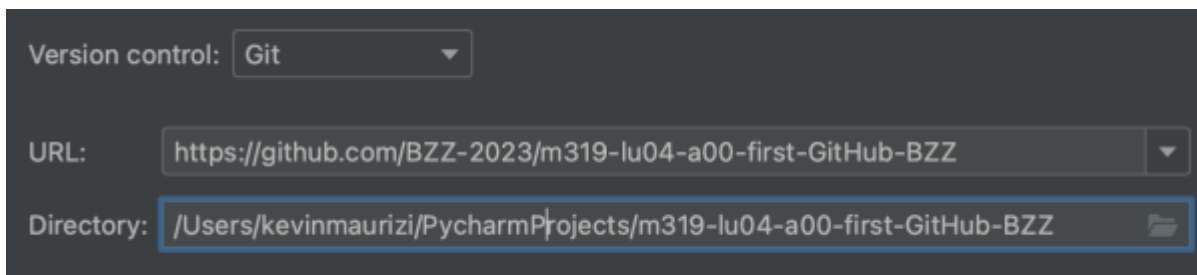 Version control: Git
URL: https://github.com/BZZ-2023/m319-lu04-a00-first-GitHub-BZZ
Directory: /Users/kevinmaurizi/PycharmProjects/m319-lu04-a00-first-GitHub-BZZ